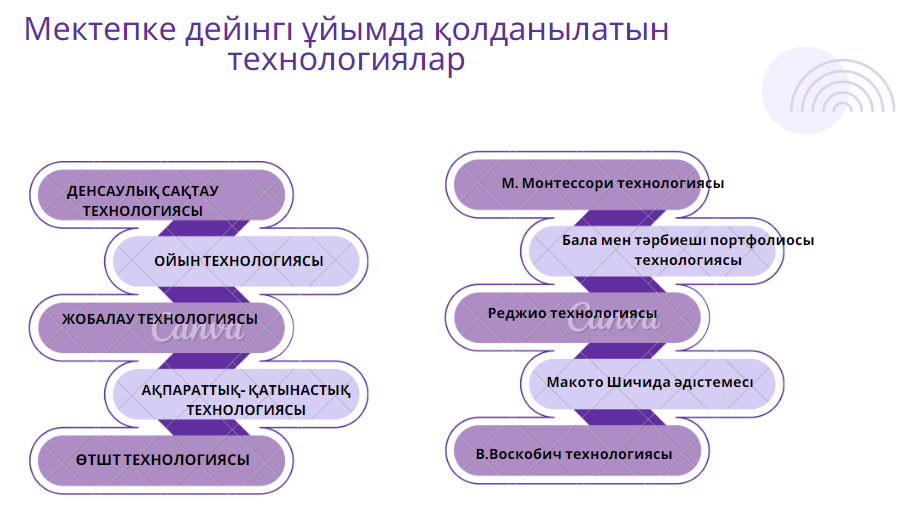 Мектепке дейінгі ұйымда қолданылатын
технологиялар
ДЕНСАУЛЫҚ САҚТАУ
ТЕХНОЛОГИЯСЫ
ОЙЫН ТЕХНОЛОГИЯСЫ
ЖОБАЛАУ ТЕХНОЛОГИЯСЫ
Canva
АҚПАРАТТЫҚ- ҚАТЫНАСТЫҚ
ТЕХНОЛОГИЯСЫ
ӨТШТ ТЕХНОЛОГИЯСЫ
М. Монтессори технологиясы
Бала мен тәрбиеші портфолиосы
технологиясы
Canva
Реджио технологиясы
Макото Шичида әдістемесі
В.Воскобич технологиясы